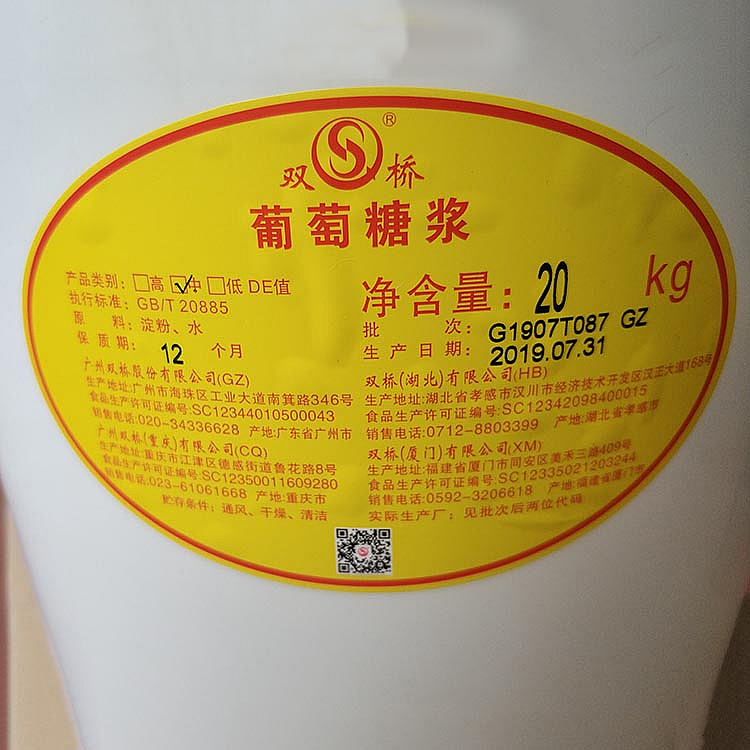 双 ® 桥
葡萄糖浆
产品类别：□高 ☑中 □低 DE值
执行标准：GB/T 20885
原 料：淀粉、水
保 质 期： 12 个月
净含量：20 kg
批 次：G1907T087 GZ
生产日期：2019.07.31
广州双桥股份有限公司(GZ)
生产地址:广州市海珠区工业大道南箕路346号
食品生产许可证编号:SC12344010500043
销售电话:020-34336628 产地:广东省广州市
广州双桥(重庆)有限公司(CQ)
生产地址:重庆市江津区德感街道鲁花路8号
食品生产许可证编号:SC12350011609280
销售电话:023-61061668 产地:重庆市
贮存条件：通风、干燥、清洁
双桥(湖北)有限公司(HB)
生产地址:湖北省孝感市汉川市经济技术开发区汉正大道168号
食品生产许可证编号:SC12342098400015
销售电话:0712-8803399 产地:湖北省孝感市
双桥(厦门)有限公司(XM)
生产地址:福建省厦门市同安区美禾三路409号
食品生产许可证编号:SC12335021203244
销售电话:0592-3206618 产地:福建省厦门市
实际生产厂：见批次后两位代码